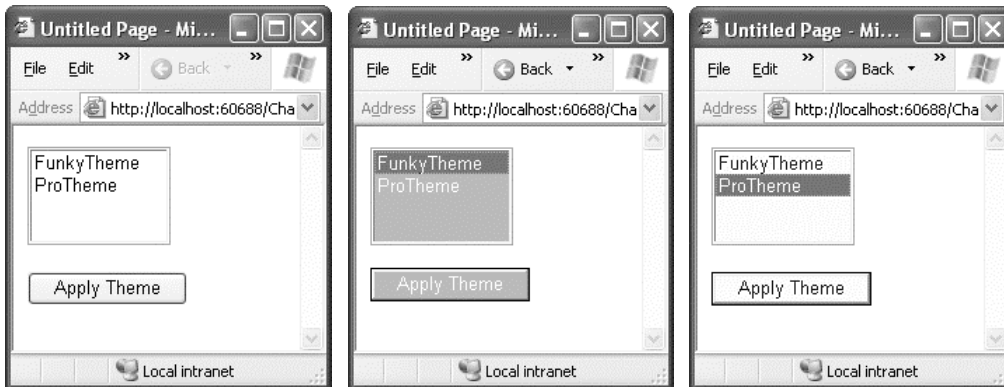 Untitled Page - Mi...
File Edit » Back »
Address http://localhost:60688/Cha
FunkyTheme
ProTheme
Apply Theme
Local intranet
Untitled Page - Mi...
File Edit » Back »
Address http://localhost:60688/Cha
FunkyTheme
ProTheme
Apply Theme
Local intranet
Untitled Page - Mi...
File Edit » Back »
Address http://localhost:60688/Cha
FunkyTheme
ProTheme
Apply Theme
Local intranet